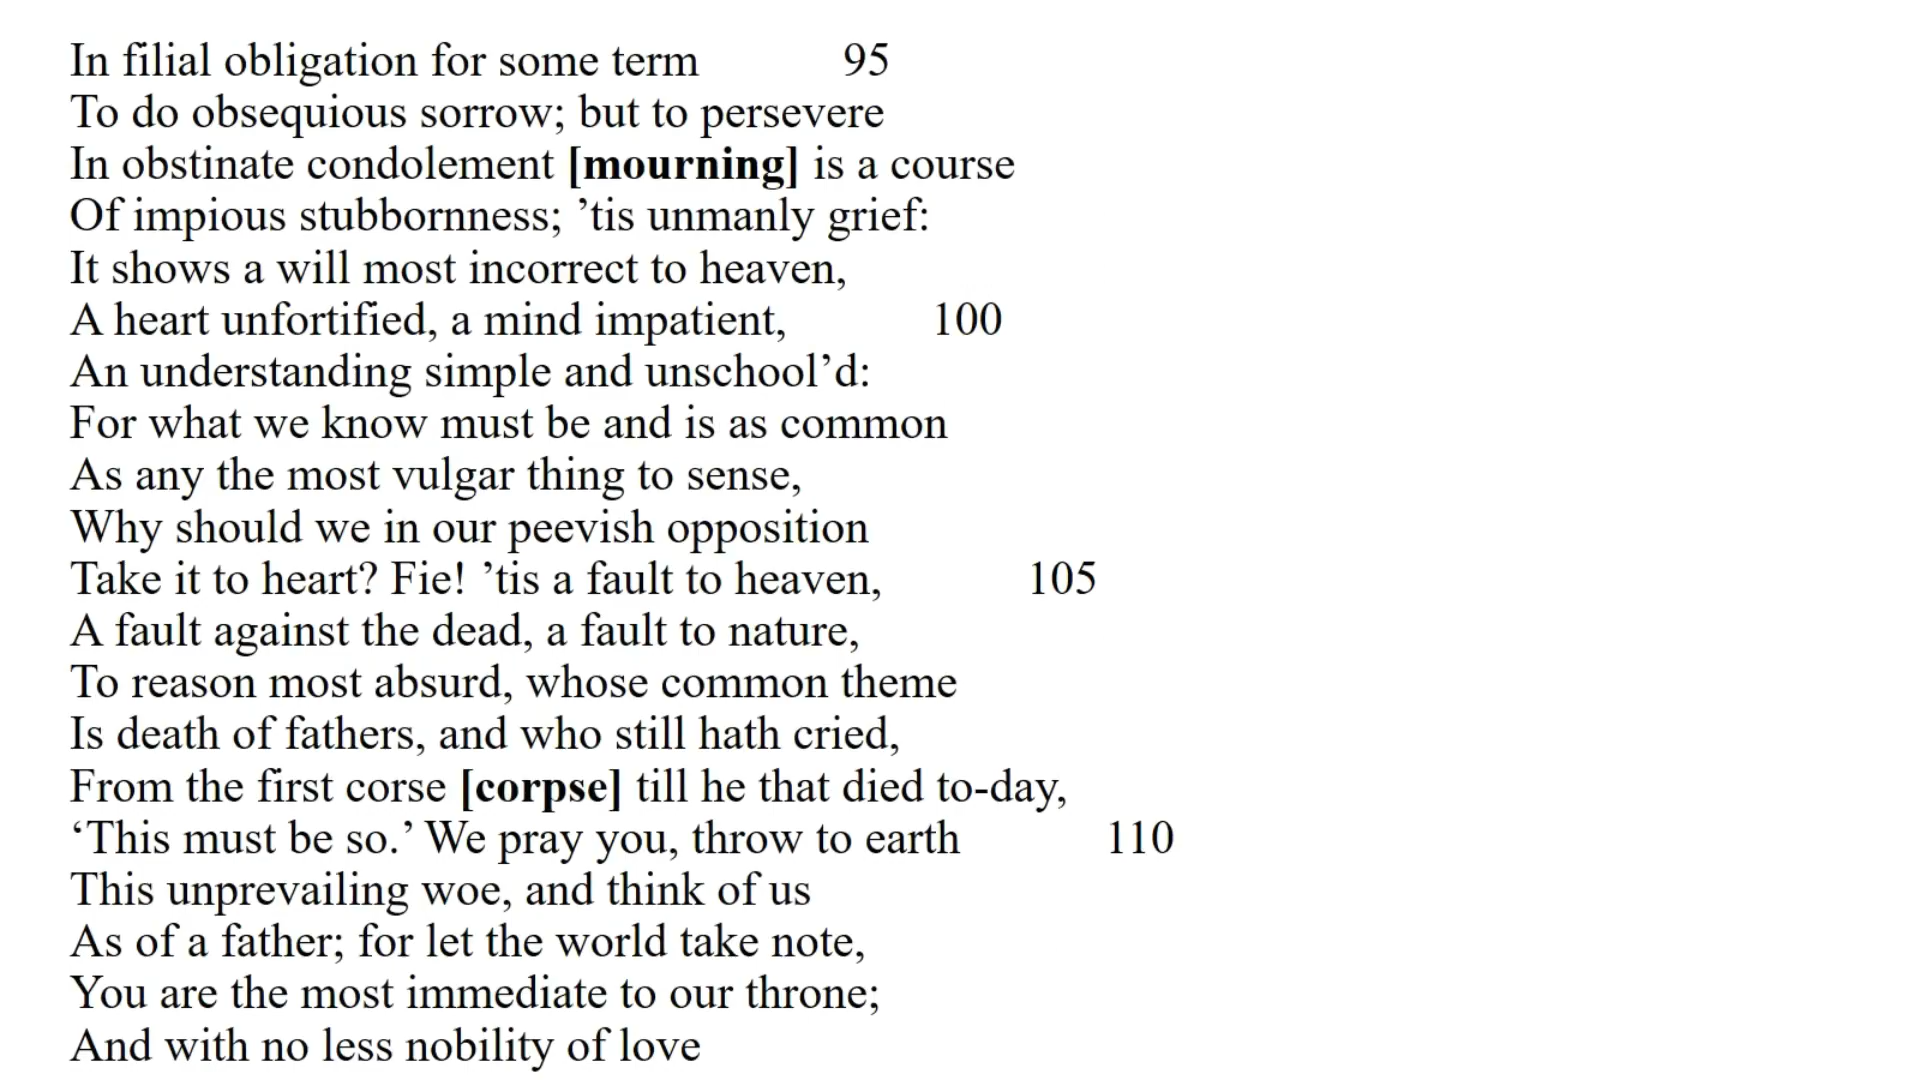 In filial obligation for some term 95
To do obsequious sorrow; but to persevere
In obstinate condolement [mourning] is a course
Of impious stubbornness; ’tis unmanly grief:
It shows a will most incorrect to heaven,
A heart unfortified, a mind impatient, 100
An understanding simple and unschool’d:
For what we know must be and is as common
As any the most vulgar thing to sense,
Why should we in our peevish opposition
Take it to heart? Fie! ’tis a fault to heaven, 105
A fault against the dead, a fault to nature,
To reason most absurd, whose common theme
Is death of fathers, and who still hath cried,
From the first corse [corpse] till he that died to-day,
‘This must be so.’ We pray you, throw to earth 110
This unprevailing woe, and think of us
As of a father; for let the world take note,
You are the most immediate to our throne;
And with no less nobility of love